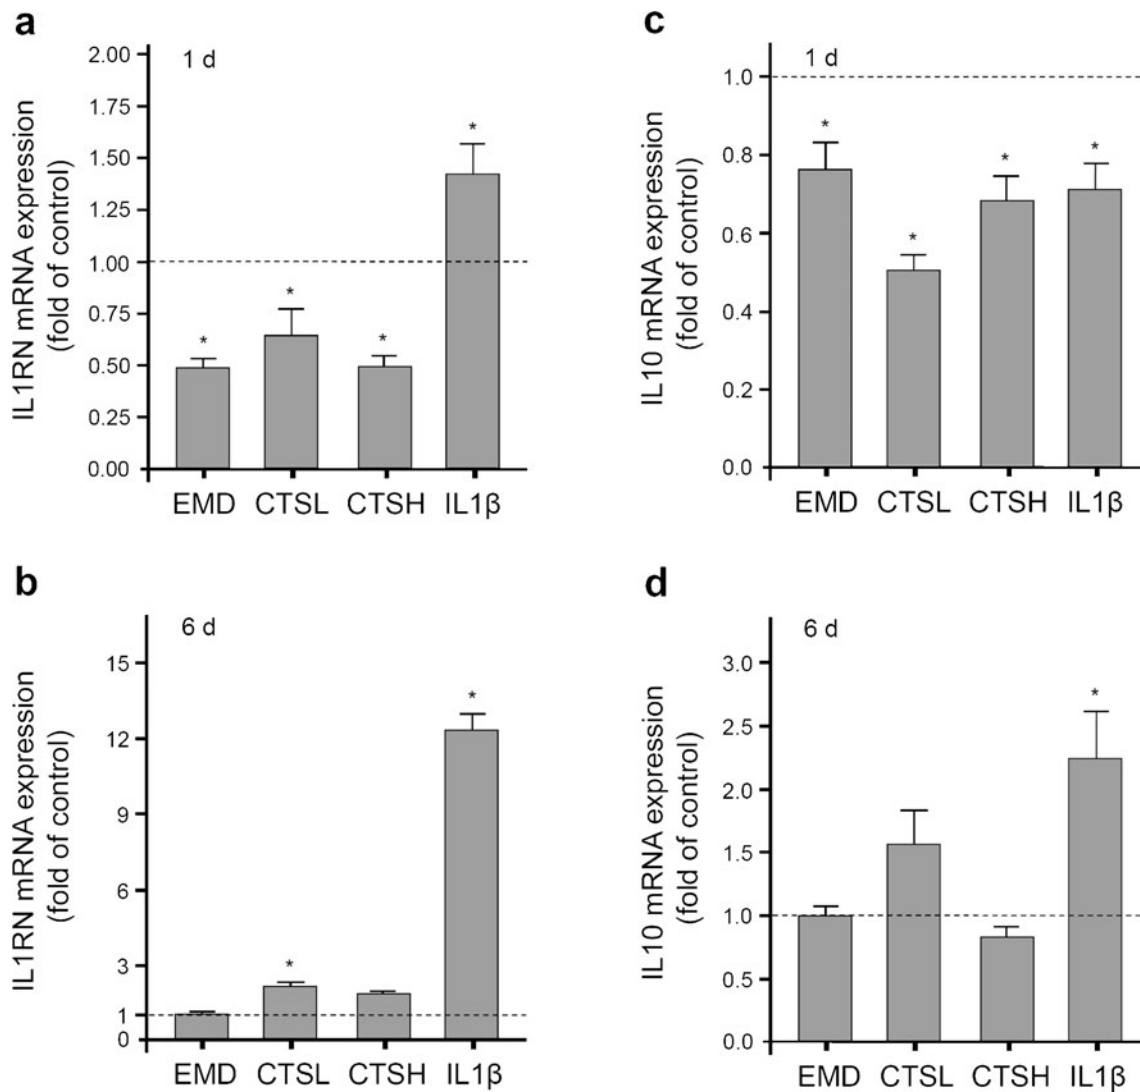 a
1 d
IL1RN mRNA expression
(fold of control)
2.00
1.75
1.50
1.25
1.00
0.75
0.50
0.25
0.00
*
*
*
*
EMD CTSL CTSH IL1β
c
1 d
IL10 mRNA expression
(fold of control)
1.0
0.8
0.6
0.4
0.2
0.0
*
*
*
*
EMD CTSL CTSH IL1β
b
6 d
IL1RN mRNA expression
(fold of control)
15
12
9
6
3
1
0
*
*
EMD CTSL CTSH IL1β
d
6 d
IL10 mRNA expression
(fold of control)
3.0
2.5
2.0
1.5
1.0
0.5
0.0
*
EMD CTSL CTSH IL1β